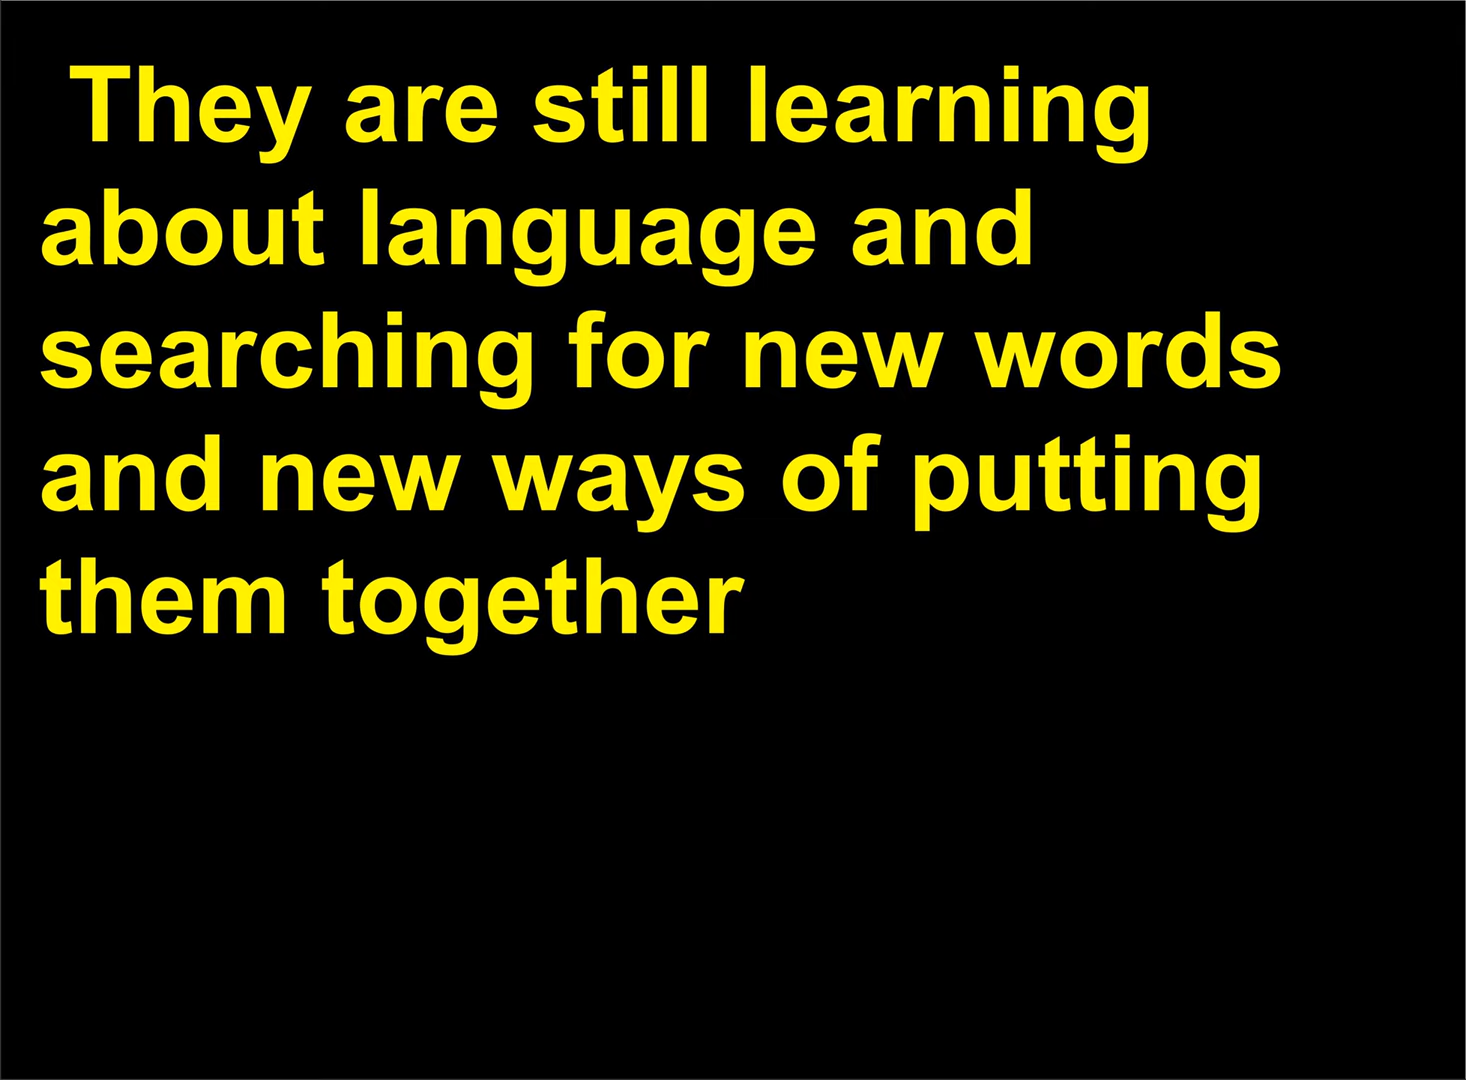 They are still learning
about language and
searching for new words
and new ways of putting
them together